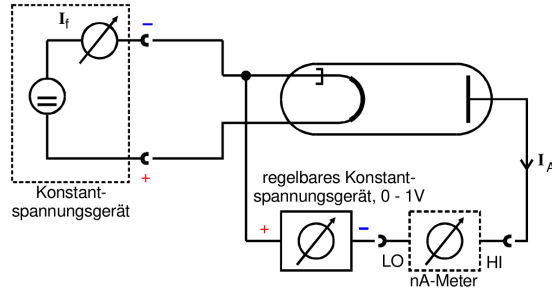 I_f
−
+
Konstant-
spannungsgerät
regelbares Konstant-
spannungsgerät, 0 - 1V
I_A
+
−
LO
HI
nA-Meter